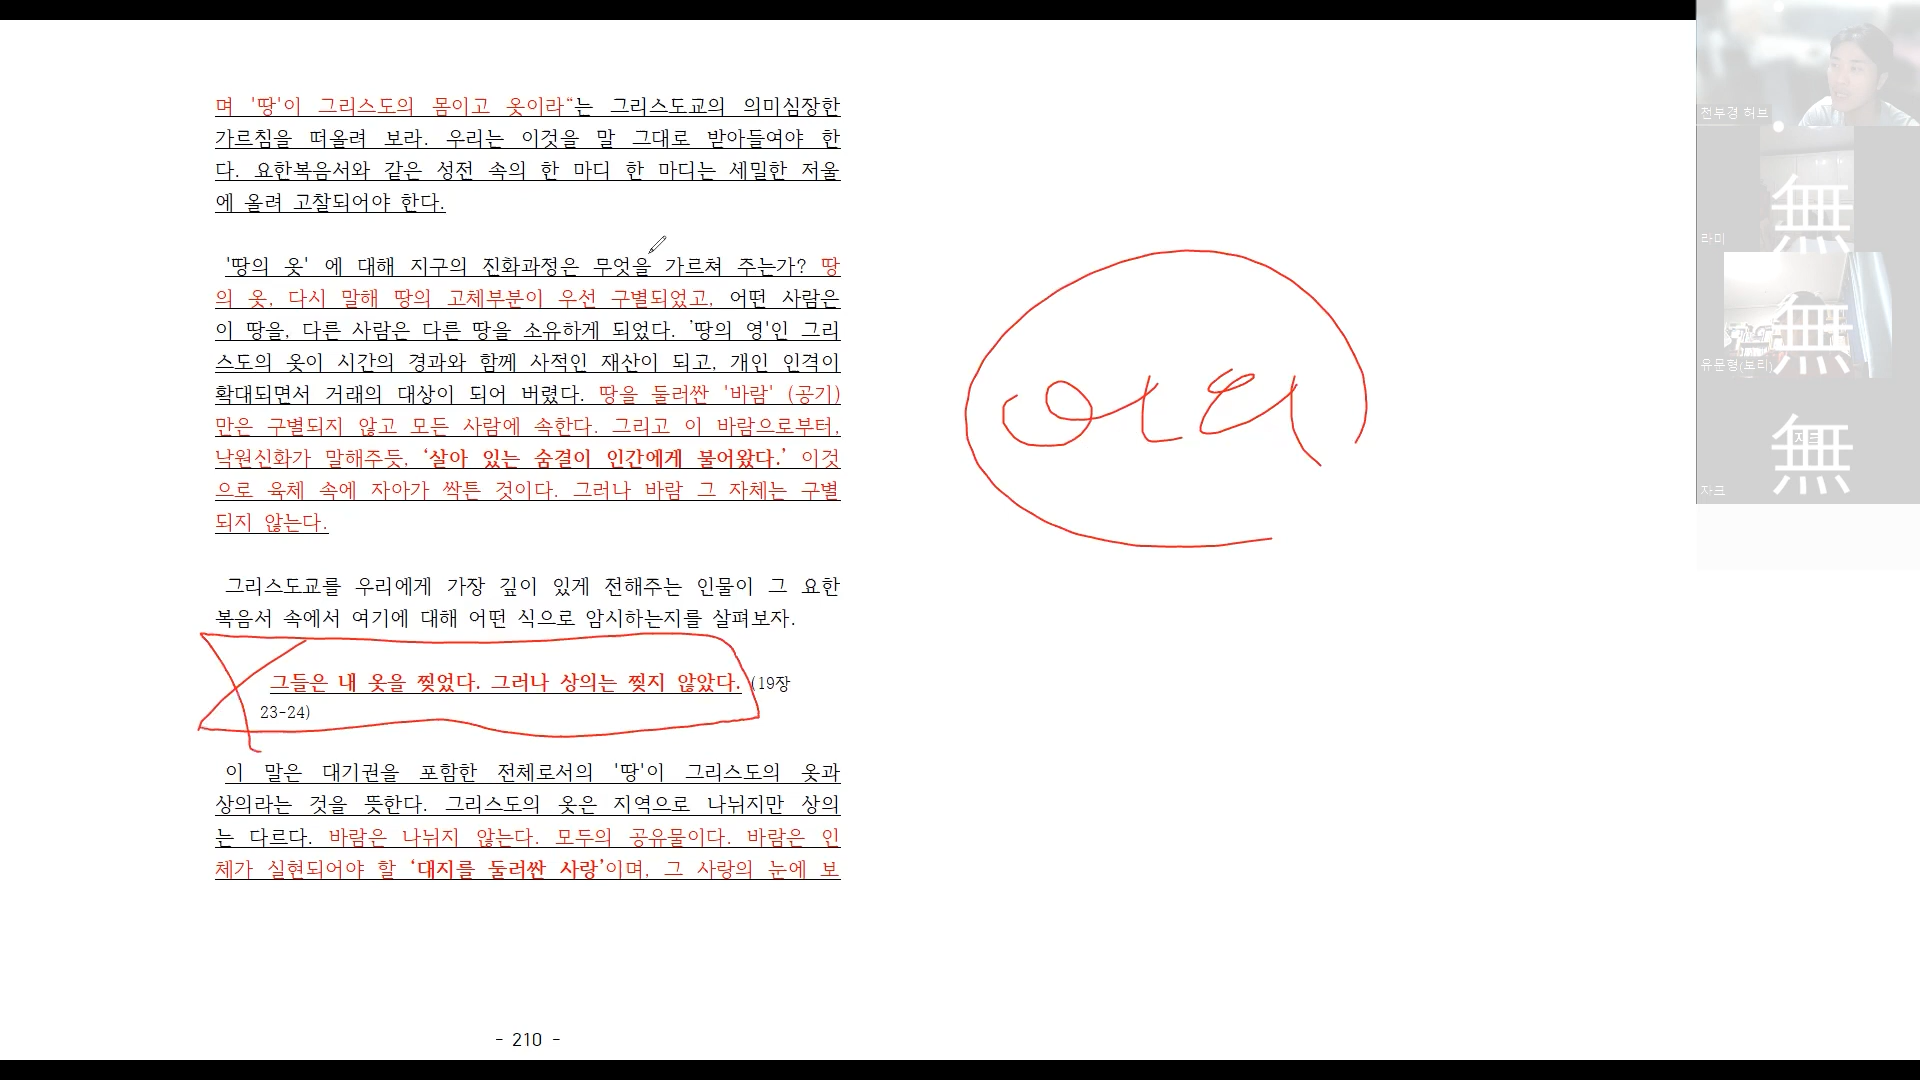 며 '땅'이 그리스도의 몸이고 옷이라“는 그리스도교의 의미심장한
가르침을 떠올려 보라. 우리는 이것을 말 그대로 받아들여야 한
다. 요한복음서와 같은 성전 속의 한 마디 한 마디는 세밀한 저울
에 올려 고찰되어야 한다.
'땅의 옷' 에 대해 지구의 진화과정은 무엇을 가르쳐 주는가? 땅
의 옷, 다시 말해 땅의 고체부분이 우선 구별되었고, 어떤 사람은
이 땅을, 다른 사람은 다른 땅을 소유하게 되었다. ’땅의 영'인 그리
스도의 옷이 시간의 경과와 함께 사적인 재산이 되고, 개인 인격이
확대되면서 거래의 대상이 되어 버렸다. 땅을 둘러싼 '바람' (공기)
만은 구별되지 않고 모든 사람에 속한다. 그리고 이 바람으로부터,
낙원신화가 말해주듯, ‘살아 있는 숨결이 인간에게 불어왔다.’ 이것
으로 육체 속에 자아가 싹튼 것이다. 그러나 바람 그 자체는 구별
되지 않는다.
그리스도교를 우리에게 가장 깊이 있게 전해주는 인물이 그 요한
복음서 속에서 여기에 대해 어떤 식으로 암시하는지를 살펴보자.
그들은 내 옷을 찢었다. 그러나 상의는 찢지 않았다. (19장
23-24)
이 말은 대기권을 포함한 전체로서의 '땅'이 그리스도의 옷과
상의라는 것을 뜻한다. 그리스도의 옷은 지역으로 나뉘지만 상의
는 다르다. 바람은 나뉘지 않는다. 모두의 공유물이다. 바람은 인
체가 실현되어야 할 ‘대지를 둘러싼 사랑’이며, 그 사랑의 눈에 보
- 210 -
천부경 허브
無
라미
無
유문형(보리)
無
자크
자크